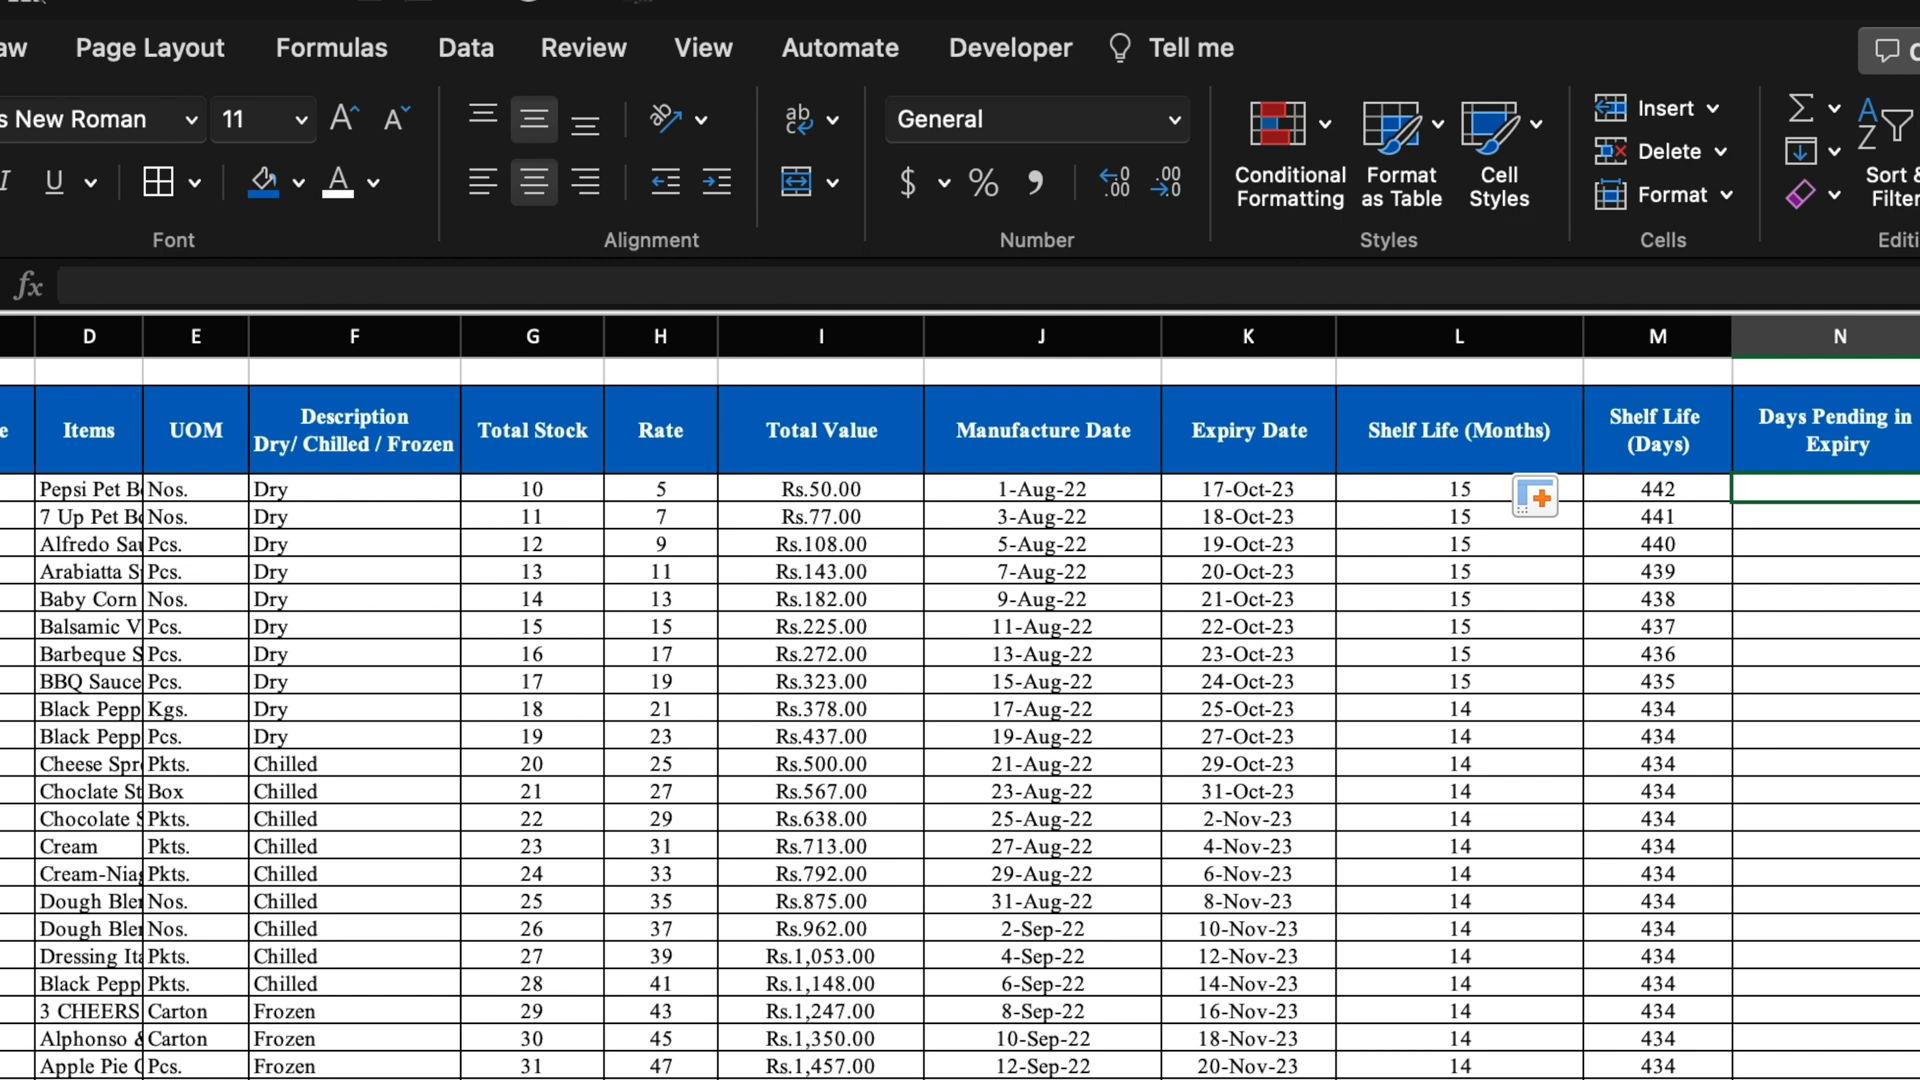 Page Layout Formulas Data Review View Automate Developer Tell me
New Roman 11 General Insert
Delete
Conditional Formatting Format as Table Cell Styles Format Sort &
Font Alignment Number Styles Cells
fx
D E F G H I J K L M N
Items UOM Description Dry/ Chilled / Frozen Total Stock Rate Total Value Manufacture Date Expiry Date Shelf Life (Months) Shelf Life (Days) Days Pending in Expiry
Pepsi Pet Nos. Dry 10 5 Rs.50.00 1-Aug-22 17-Oct-23 15 442
7 Up Pet Nos. Dry 11 7 Rs.77.00 3-Aug-22 18-Oct-23 15 441
Alfredo Pcs. Dry 12 9 Rs.108.00 5-Aug-22 19-Oct-23 15 440
Arabiatta Pcs. Dry 13 11 Rs.143.00 7-Aug-22 20-Oct-23 15 439
Baby Corn Nos. Dry 14 13 Rs.182.00 9-Aug-22 21-Oct-23 15 438
Balsamic V Pcs. Dry 15 15 Rs.225.00 11-Aug-22 22-Oct-23 15 437
Barbeque S Pcs. Dry 16 17 Rs.272.00 13-Aug-22 23-Oct-23 15 436
BBQ Sauce Pcs. Dry 17 19 Rs.323.00 15-Aug-22 24-Oct-23 15 435
Black Pepp Kgs. Dry 18 21 Rs.378.00 17-Aug-22 25-Oct-23 14 434
Black Pepp Pcs. Dry 19 23 Rs.437.00 19-Aug-22 27-Oct-23 14 434
Cheese Spr Pkts. Chilled 20 25 Rs.500.00 21-Aug-22 29-Oct-23 14 434
Choclate St Box Chilled 21 27 Rs.567.00 23-Aug-22 31-Oct-23 14 434
Chocolate Pkts. Chilled 22 29 Rs.638.00 25-Aug-22 2-Nov-23 14 434
Cream Pkts. Chilled 23 31 Rs.713.00 27-Aug-22 4-Nov-23 14 434
Cream-Nia Pkts. Chilled 24 33 Rs.792.00 29-Aug-22 6-Nov-23 14 434
Dough Ble Nos. Chilled 25 35 Rs.875.00 31-Aug-22 8-Nov-23 14 434
Dough Ble Nos. Chilled 26 37 Rs.962.00 2-Sep-22 10-Nov-23 14 434
Dressing Ita Pkts. Chilled 27 39 Rs.1,053.00 4-Sep-22 12-Nov-23 14 434
Black Pepp Pkts. Chilled 28 41 Rs.1,148.00 6-Sep-22 14-Nov-23 14 434
3 CHEERS Carton Frozen 29 43 Rs.1,247.00 8-Sep-22 16-Nov-23 14 434
Alphonso Carton Frozen 30 45 Rs.1,350.00 10-Sep-22 18-Nov-23 14 434
Apple Pie Pcs. Frozen 31 47 Rs.1,457.00 12-Sep-22 20-Nov-23 14 434